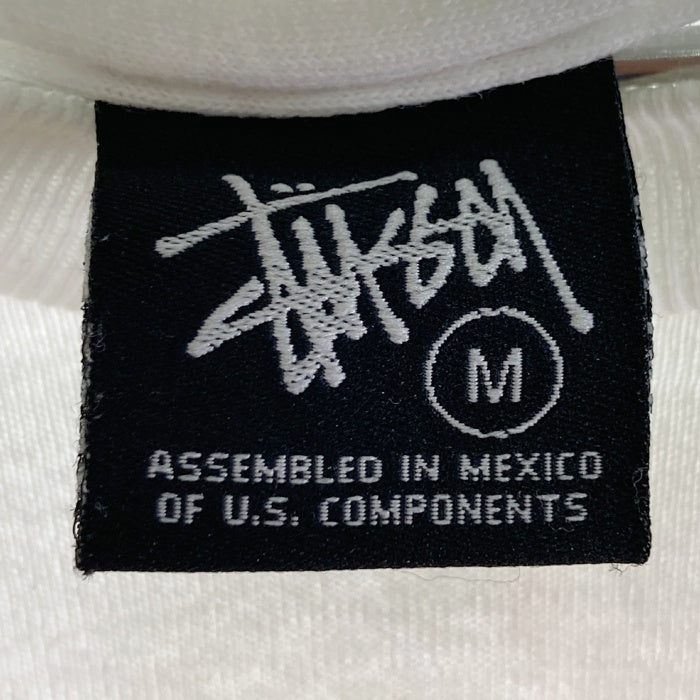 Stüssy
M
ASSEMBLED IN MEXICO
OF U.S. COMPONENTS